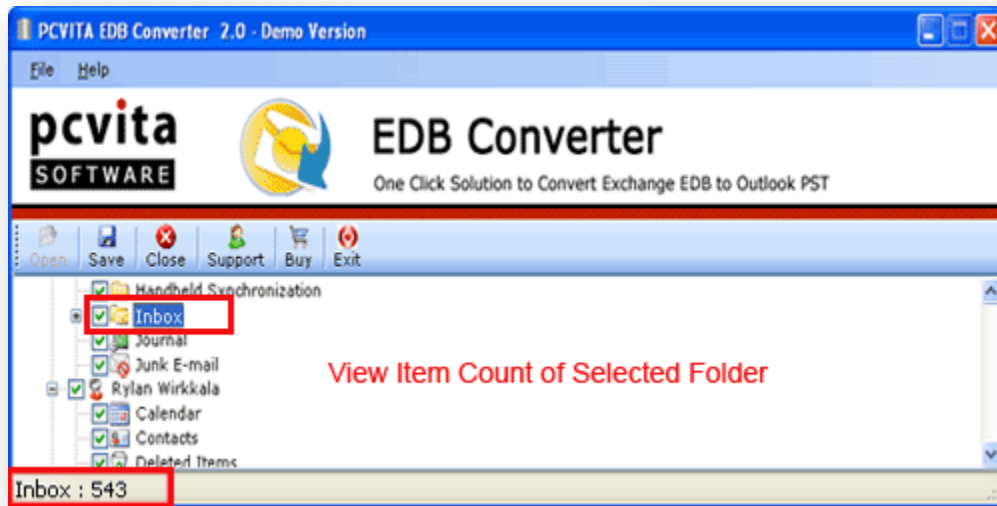 PCVITA EDB Converter 2.0 - Demo Version
File Help
pcvita
SOFTWARE
EDB Converter
One Click Solution to Convert Exchange EDB to Outlook PST
Open Save Close Support Buy Exit
Handheld Synchronization
Inbox
Journal
Junk E-mail
View Item Count of Selected Folder
Rylan Wirkkala
Calendar
Contacts
Deleted Items
Inbox : 543